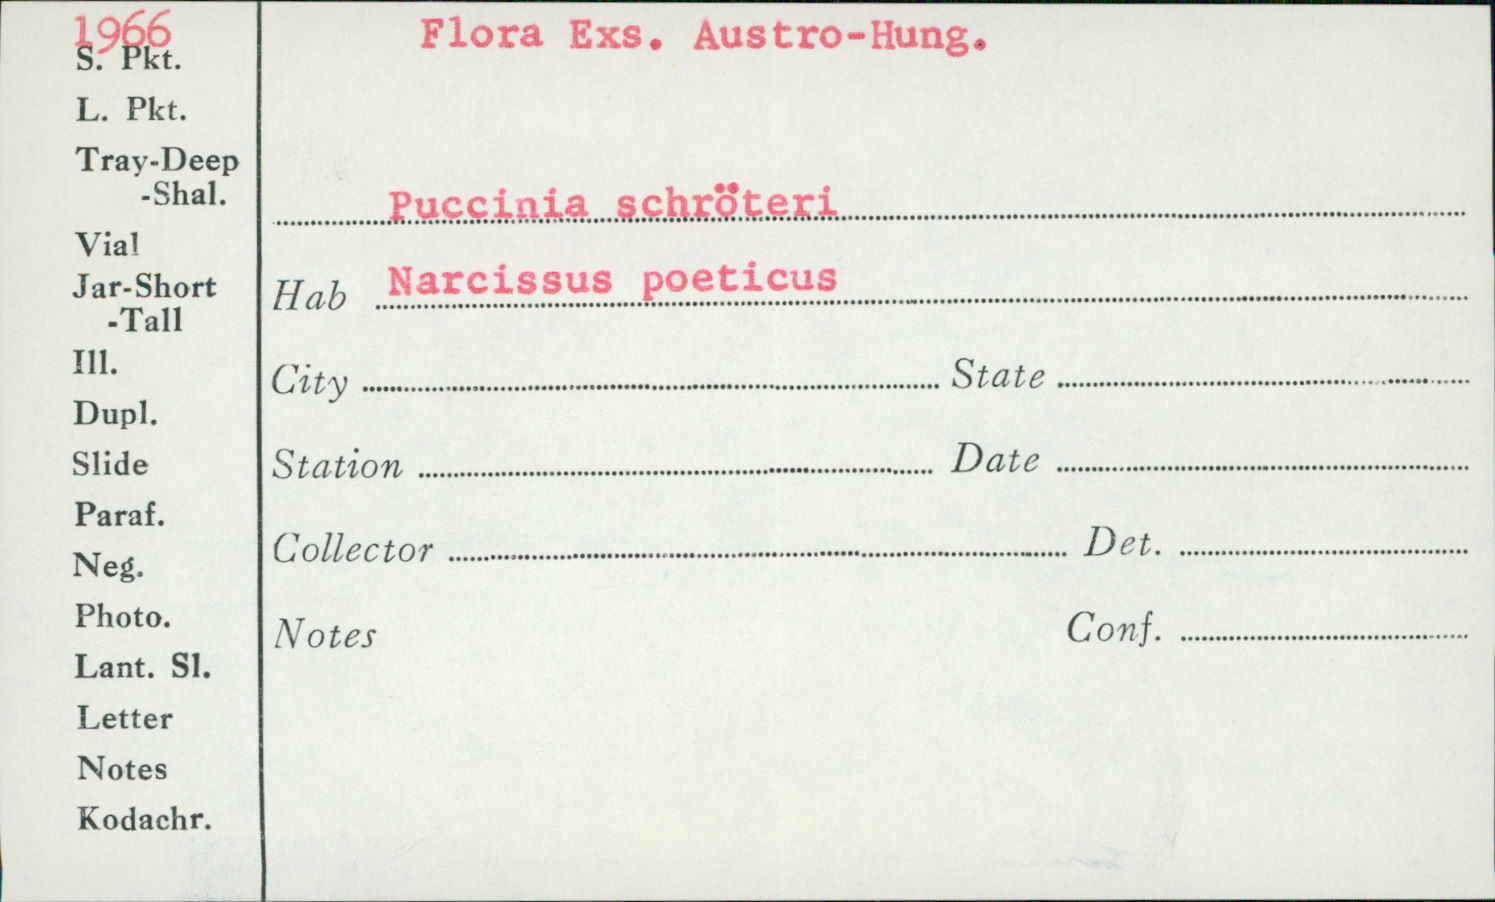 1966
S. Pkt.
L. Pkt.
Tray-Deep
-Shal.
Vial
Jar-Short
-Tall
Ill.
Dupl.
Slide
Paraf.
Neg.
Photo.
Lant. Sl.
Letter
Notes
Kodachr.
Flora Exs. Austro-Hung.
Puccinia schröteri
Hab Narcissus poeticus
City State
Station Date
Collector Det.
Notes Conf.